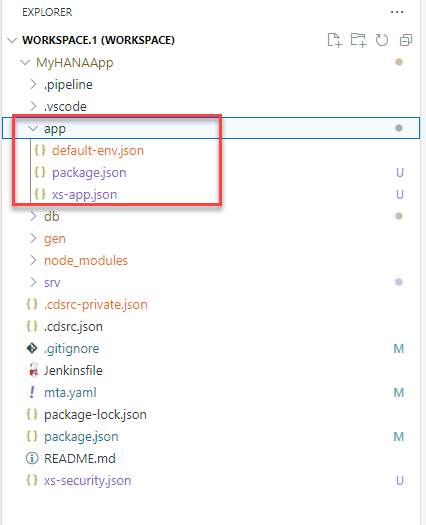 EXPLORER
WORKSPACE.1 (WORKSPACE)
MyHANAApp
.pipeline
.vscode
app
{} default-env.json
{} package.json U
{} xs-app.json U
db
gen
node_modules
srv
{} .cdsrc-private.json
{} .cdsrc.json
.gitignore M
Jenkinsfile
! mta.yaml M
{} package-lock.json
{} package.json M
README.md
{} xs-security.json U